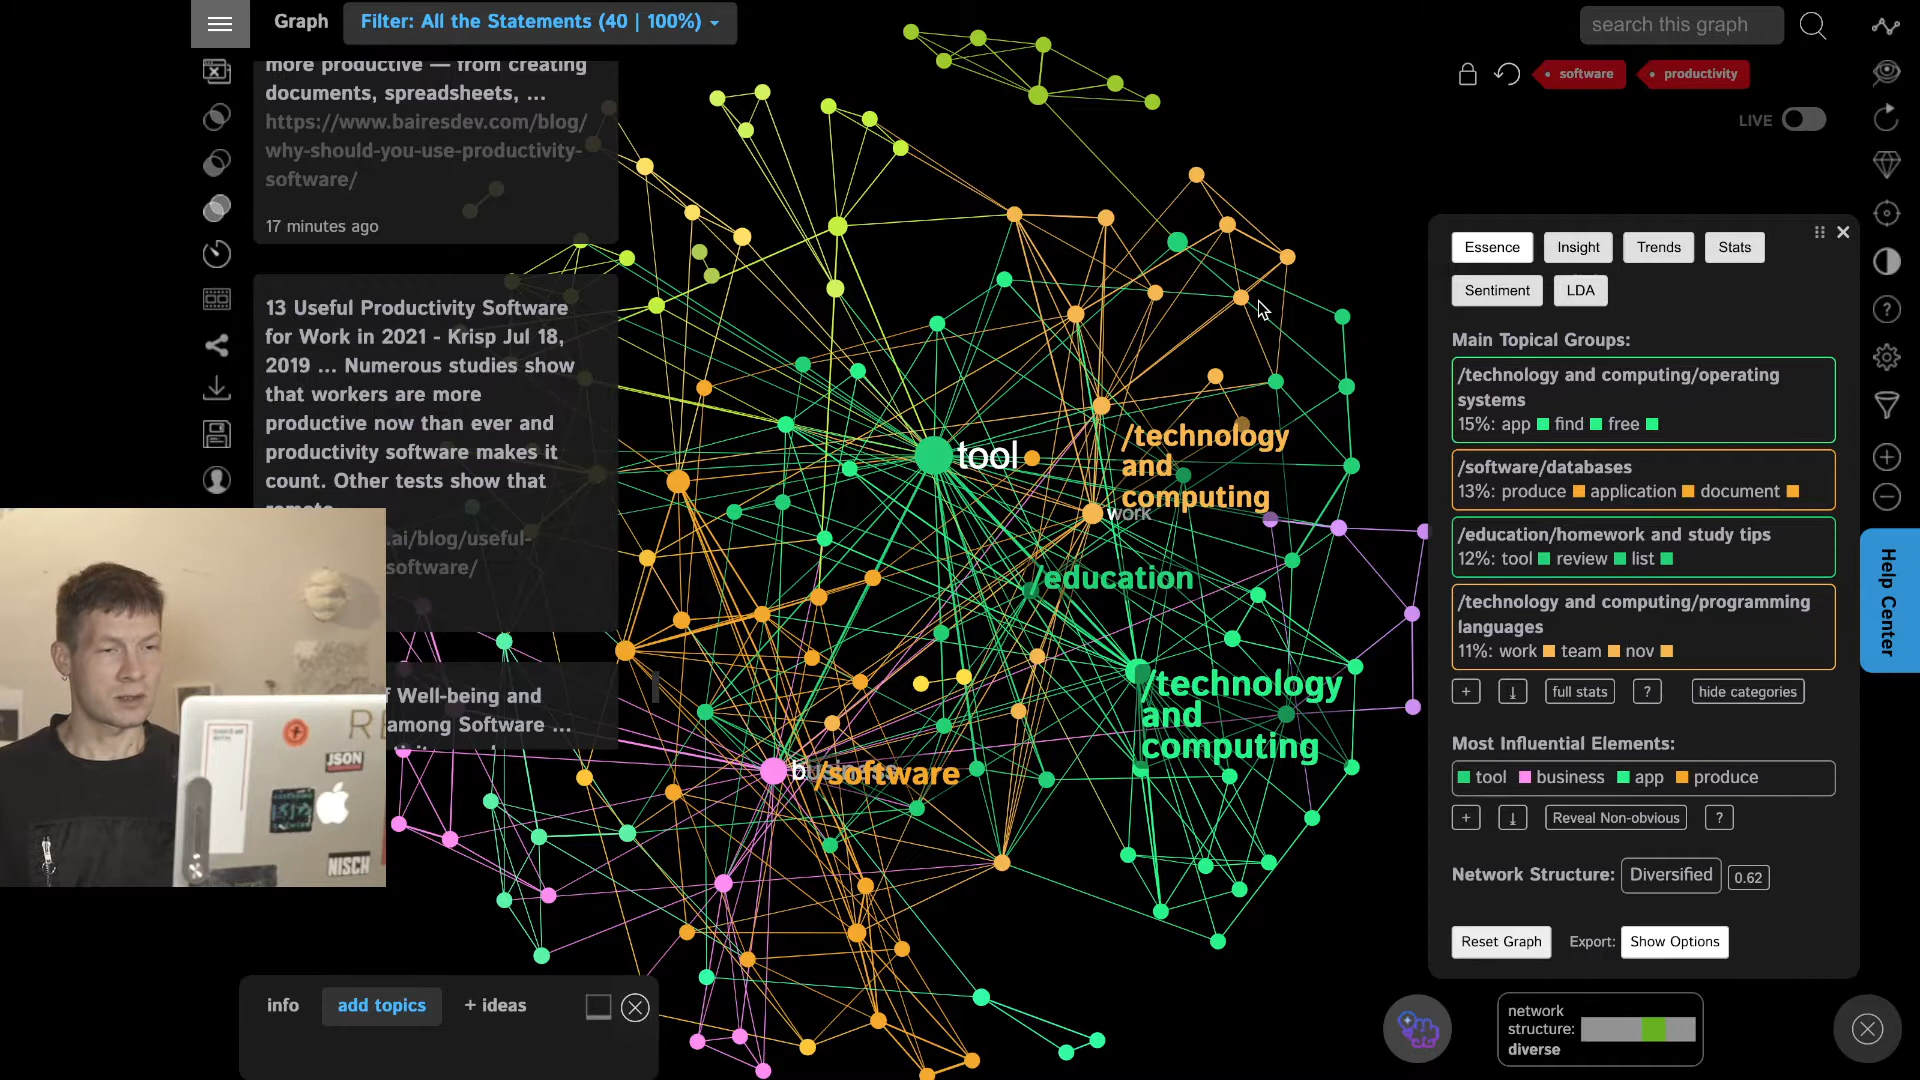 Graph
Filter: All the Statements (40 | 100%)
search this graph
software
productivity
LIVE
more productive — from creating
documents, spreadsheets, ...
https://www.bairesdev.com/blog/
why-should-you-use-productivity-
software/
17 minutes ago
13 Useful Productivity Software
for Work in 2021 - Krisp Jul 18,
2019 ... Numerous studies show
that workers are more
productive now than ever and
productivity software makes it
count. Other tests show that
remote
.ai/blog/useful-
software/
Well-being and
among Software ...
tool
/technology
and
computing
work
/education
/technology
and
computing
/software
Essence
Insight
Trends
Stats
Sentiment
LDA
Main Topical Groups:
/technology and computing/operating
systems
15%: app find free
/software/databases
13%: produce application document
/education/homework and study tips
12%: tool review list
/technology and computing/programming
languages
11%: work team nov
+
↓
full stats
?
hide categories
Most Influential Elements:
tool business app produce
+
↓
Reveal Non-obvious
?
Network Structure: Diversified 0.62
Reset Graph
Export:
Show Options
Help Center
info
add topics
+ ideas
network
structure:
diverse
JSON
NISCH